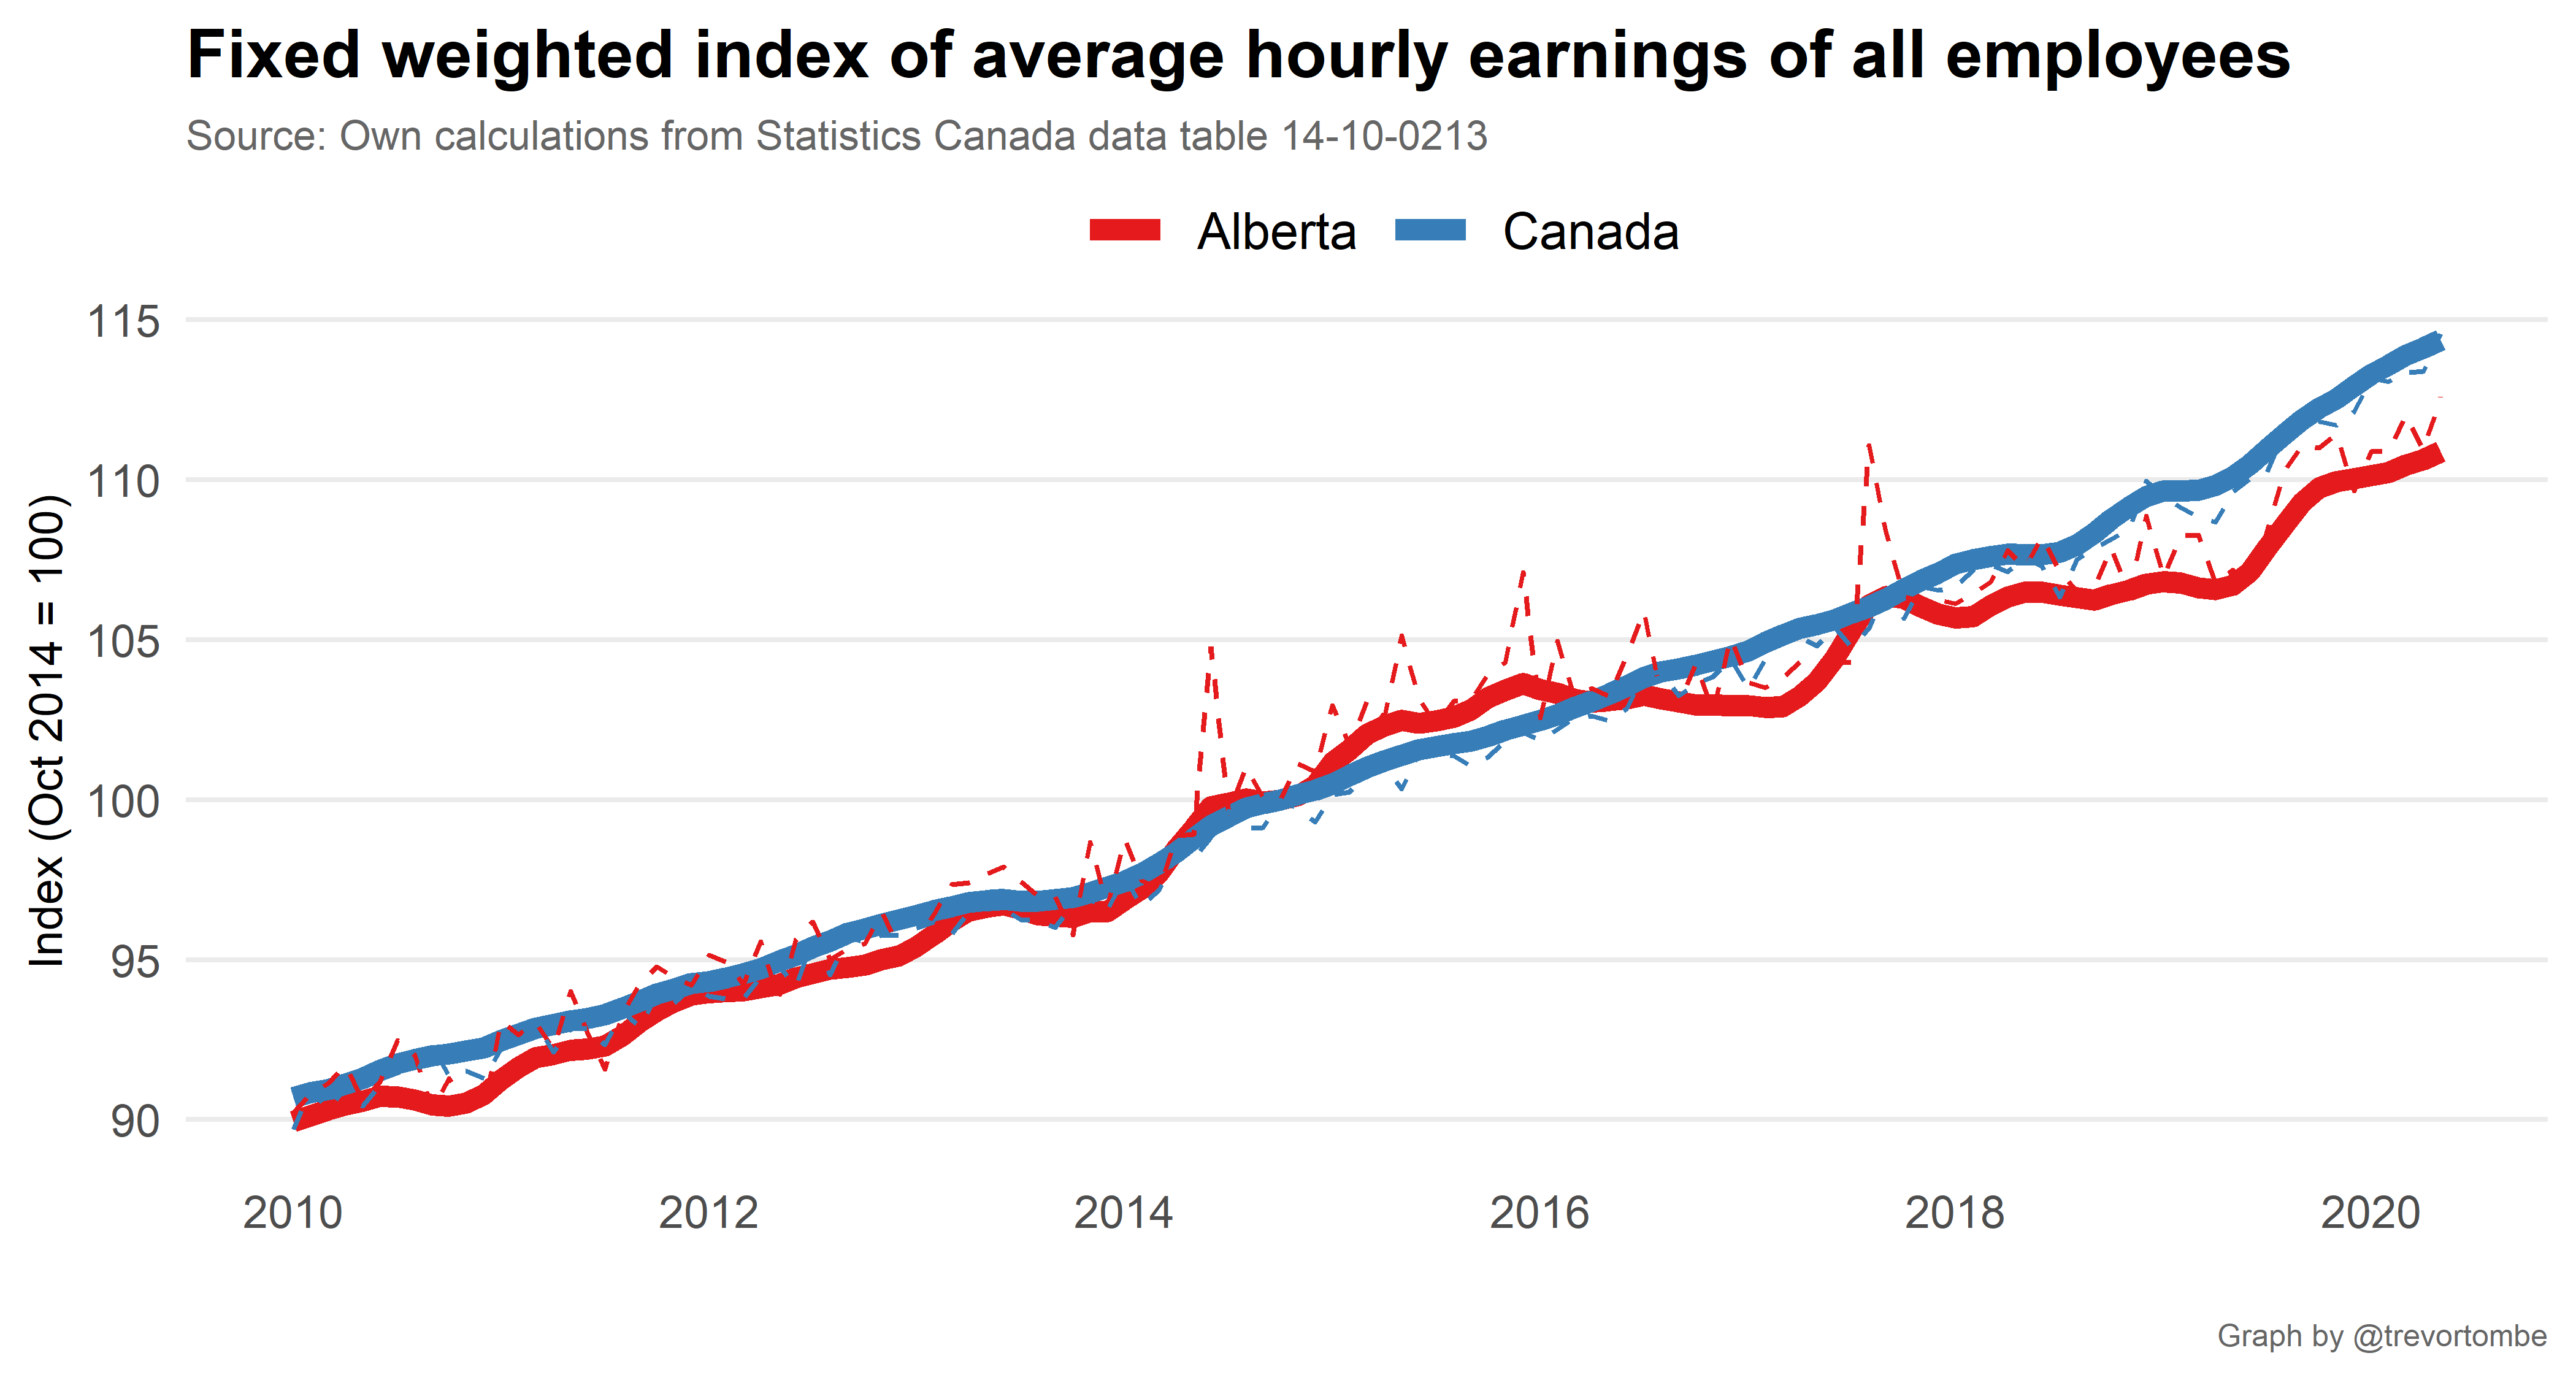 Fixed weighted index of average hourly earnings of all employees
Source: Own calculations from Statistics Canada data table 14-10-0213
Alberta Canada
Index (Oct 2014 = 100)
115
110
105
100
95
90
2010 2012 2014 2016 2018 2020
Graph by @trevortombe